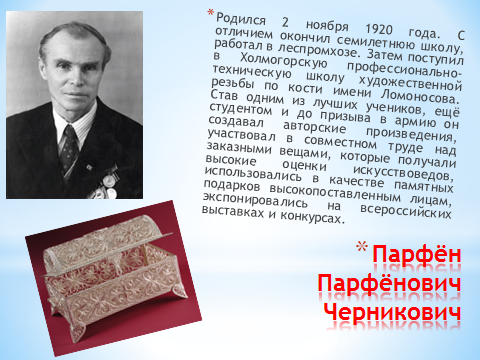 * Родился 2 ноября 1920 года. С
отличием окончил семилетнюю школу,
работал в леспромхозе. Затем поступил
в Холмогорскую профессионально-
техническую школу художественной
резьбы по кости имени Ломоносова.
Став одним из лучших учеников, ещё
студентом и до призыва в армию он
создавал авторские произведения,
участвовал в совместном труде над
заказными вещами, которые получали
высокие оценки искусствоведов,
использовались в качестве памятных
подарков высокопоставленным лицам,
экспонировались на всероссийских
выставках и конкурсах.
* Парфён
Парфёнович
Черникович